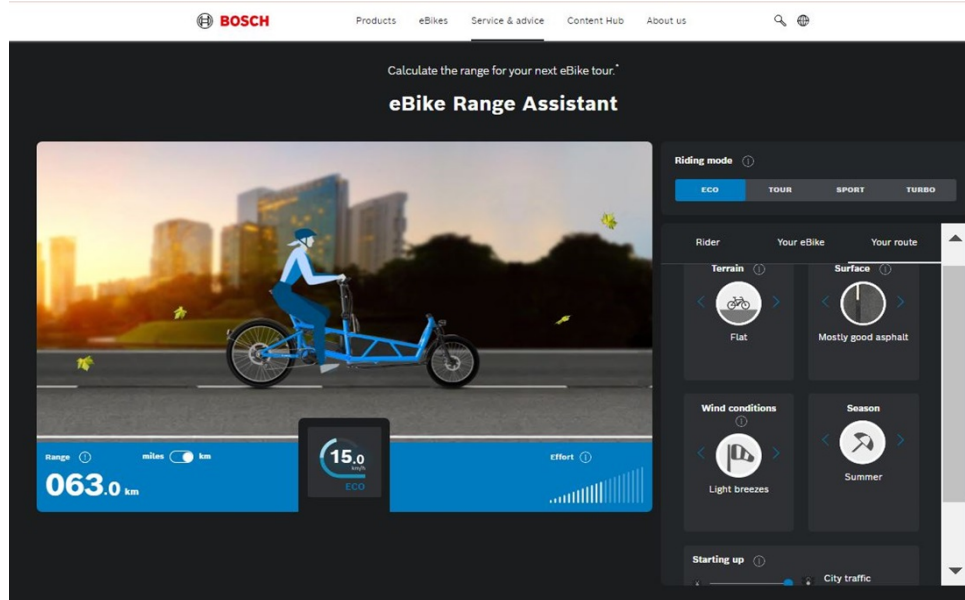 BOSCH
Products eBikes Service & advice Content Hub About us
Calculate the range for your next eBike tour.*
eBike Range Assistant
Riding mode
ECO TOUR SPORT TURBO
Rider Your eBike Your route
Terrain Surface
Flat Mostly good asphalt
Wind conditions Season
Light breezes Summer
Starting up
City traffic
Range miles km
063.0 km
15.0
km/h
ECO
Effort